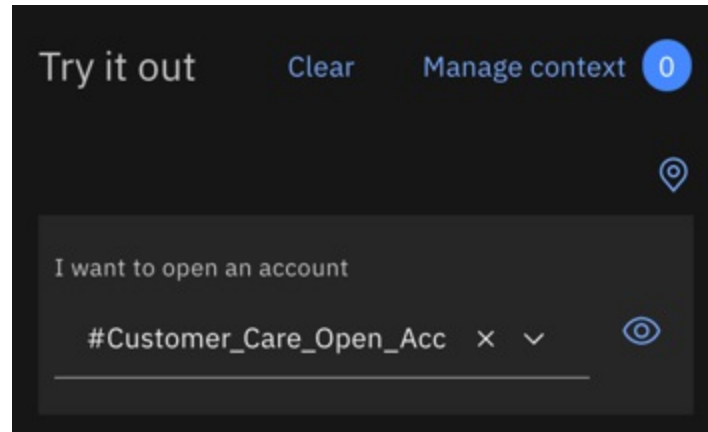 Try it out Clear Manage context 0
I want to open an account
#Customer_Care_Open_Acc